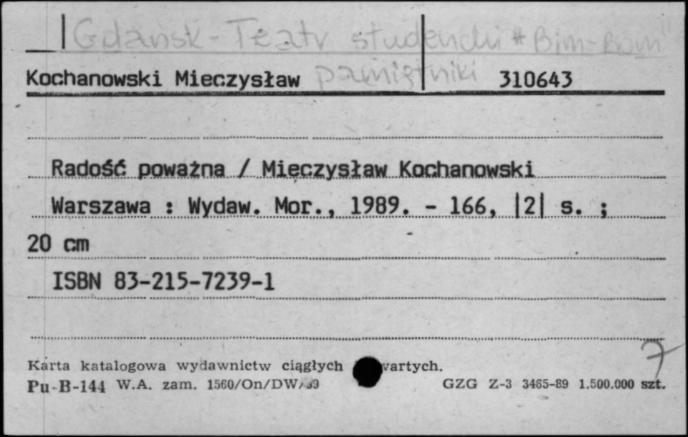 Gdańsk - Teatr studencki "Bim-Bom"
pamiętniki
Kochanowski Mieczysław 310643
Radość poważna / Mieczysław Kochanowski
Warszawa : Wydaw. Mor., 1989. - 166, |2| s. ;
20 cm
ISBN 83-215-7239-1
7
Karta katalogowa wydawnictw ciągłych wartych.
Pu-B-144 W.A. zam. 1560/On/DW/89 GZG Z-3 3465-89 1.500.000 szt.